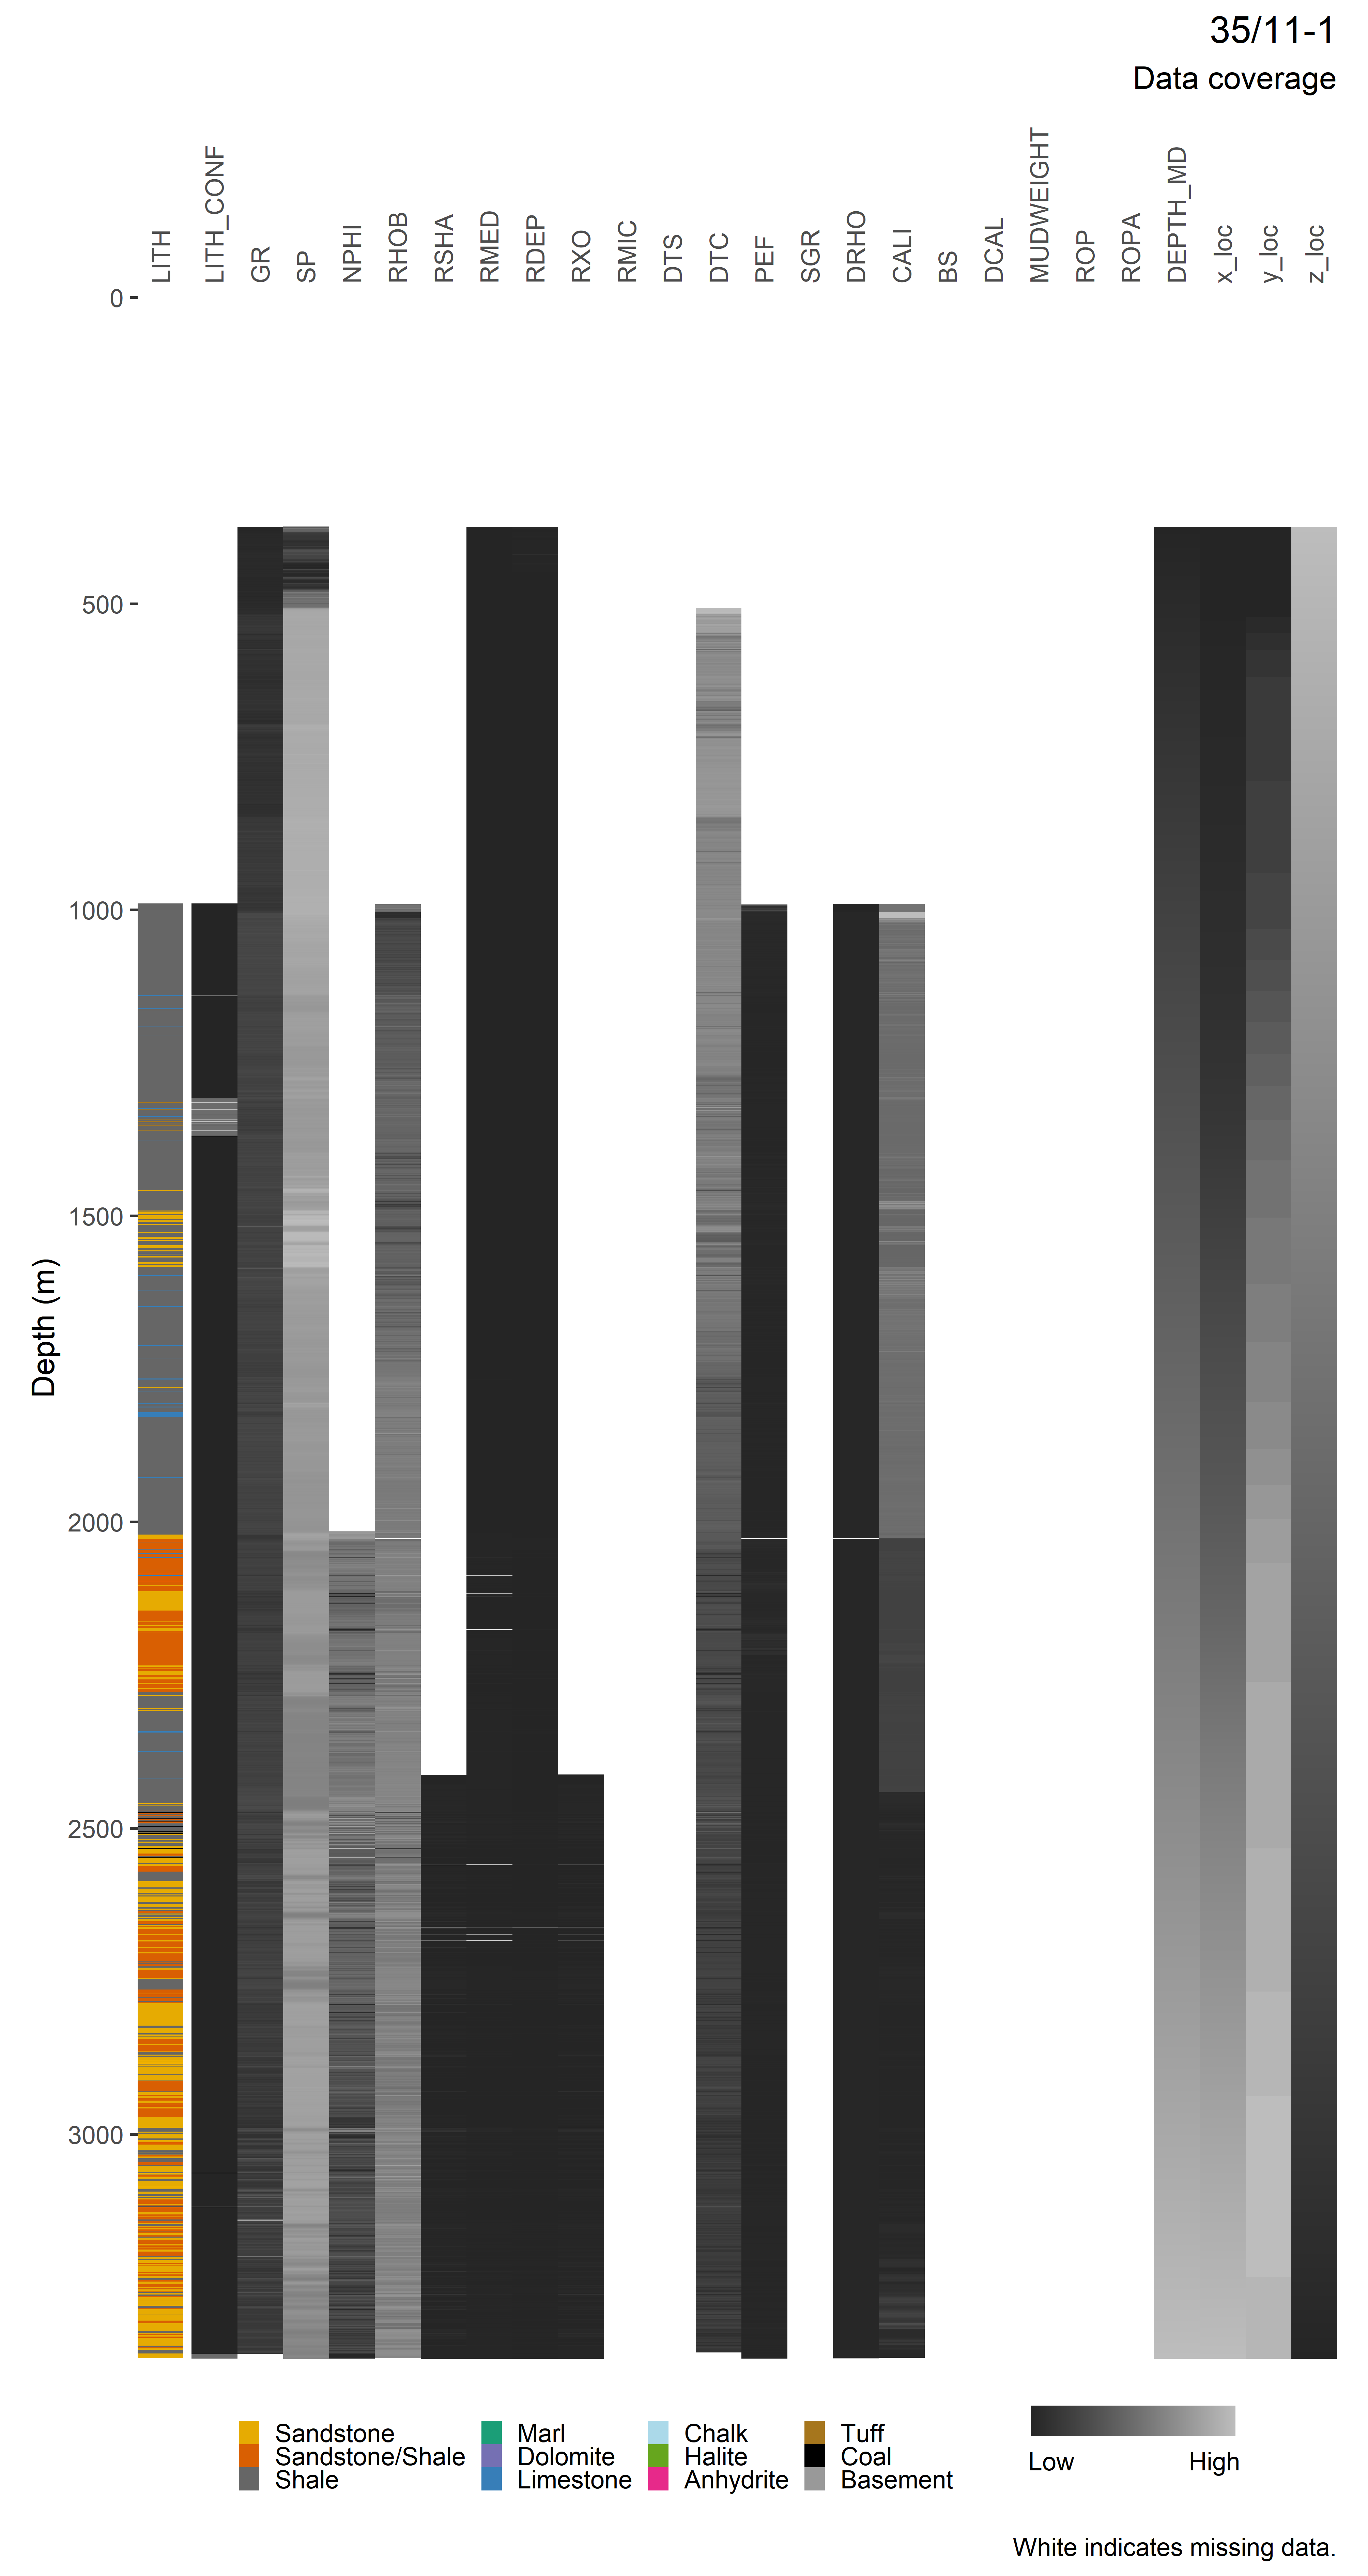 35/11-1
Data coverage
LITH
LITH_CONF
GR
SP
NPHI
RHOB
RSHA
RMED
RDEP
RXO
RMIC
DTS
DTC
PEF
SGR
DRHO
CALI
BS
DCAL
MUDWEIGHT
ROP
ROPA
DEPTH_MD
x_loc
y_loc
z_loc
0
500
1000
1500
2000
2500
3000
Depth (m)
Sandstone
Sandstone/Shale
Shale
Marl
Dolomite
Limestone
Chalk
Halite
Anhydrite
Tuff
Coal
Basement
Low High
White indicates missing data.